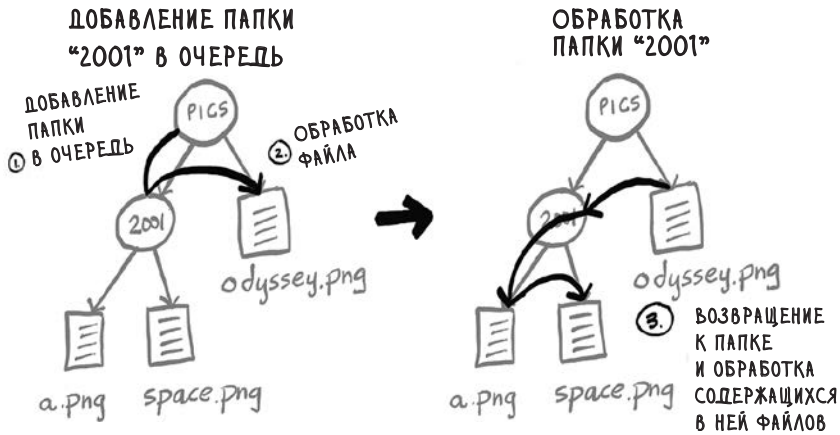 ДОБАВЛЕНИЕ ПАПКИ
“2001” В ОЧЕРЕДЬ
ДОБАВЛЕНИЕ
ПАПКИ
1. В ОЧЕРЕДЬ
PICS
2. ОБРАБОТКА
ФАЙЛА
2001
odyssey.png
a.png
space.png
ОБРАБОТКА
ПАПКИ “2001”
PICS
2001
odyssey.png
a.png
space.png
3. ВОЗВРАЩЕНИЕ
К ПАПКЕ
И ОБРАБОТКА
СОДЕРЖАЩИХСЯ
В НЕЙ ФАЙЛОВ